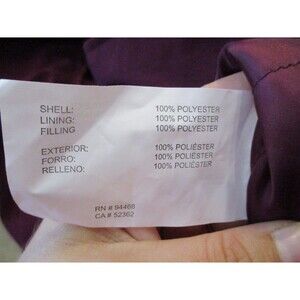 SHELL: 100% POLYESTER
LINING: 100% POLYESTER
FILLING 100% POLYESTER
EXTERIOR: 100% POLIÉSTER
FORRO: 100% POLIÉSTER
RELLENO: 100% POLIÉSTER
RN # 94468
CA # 52362